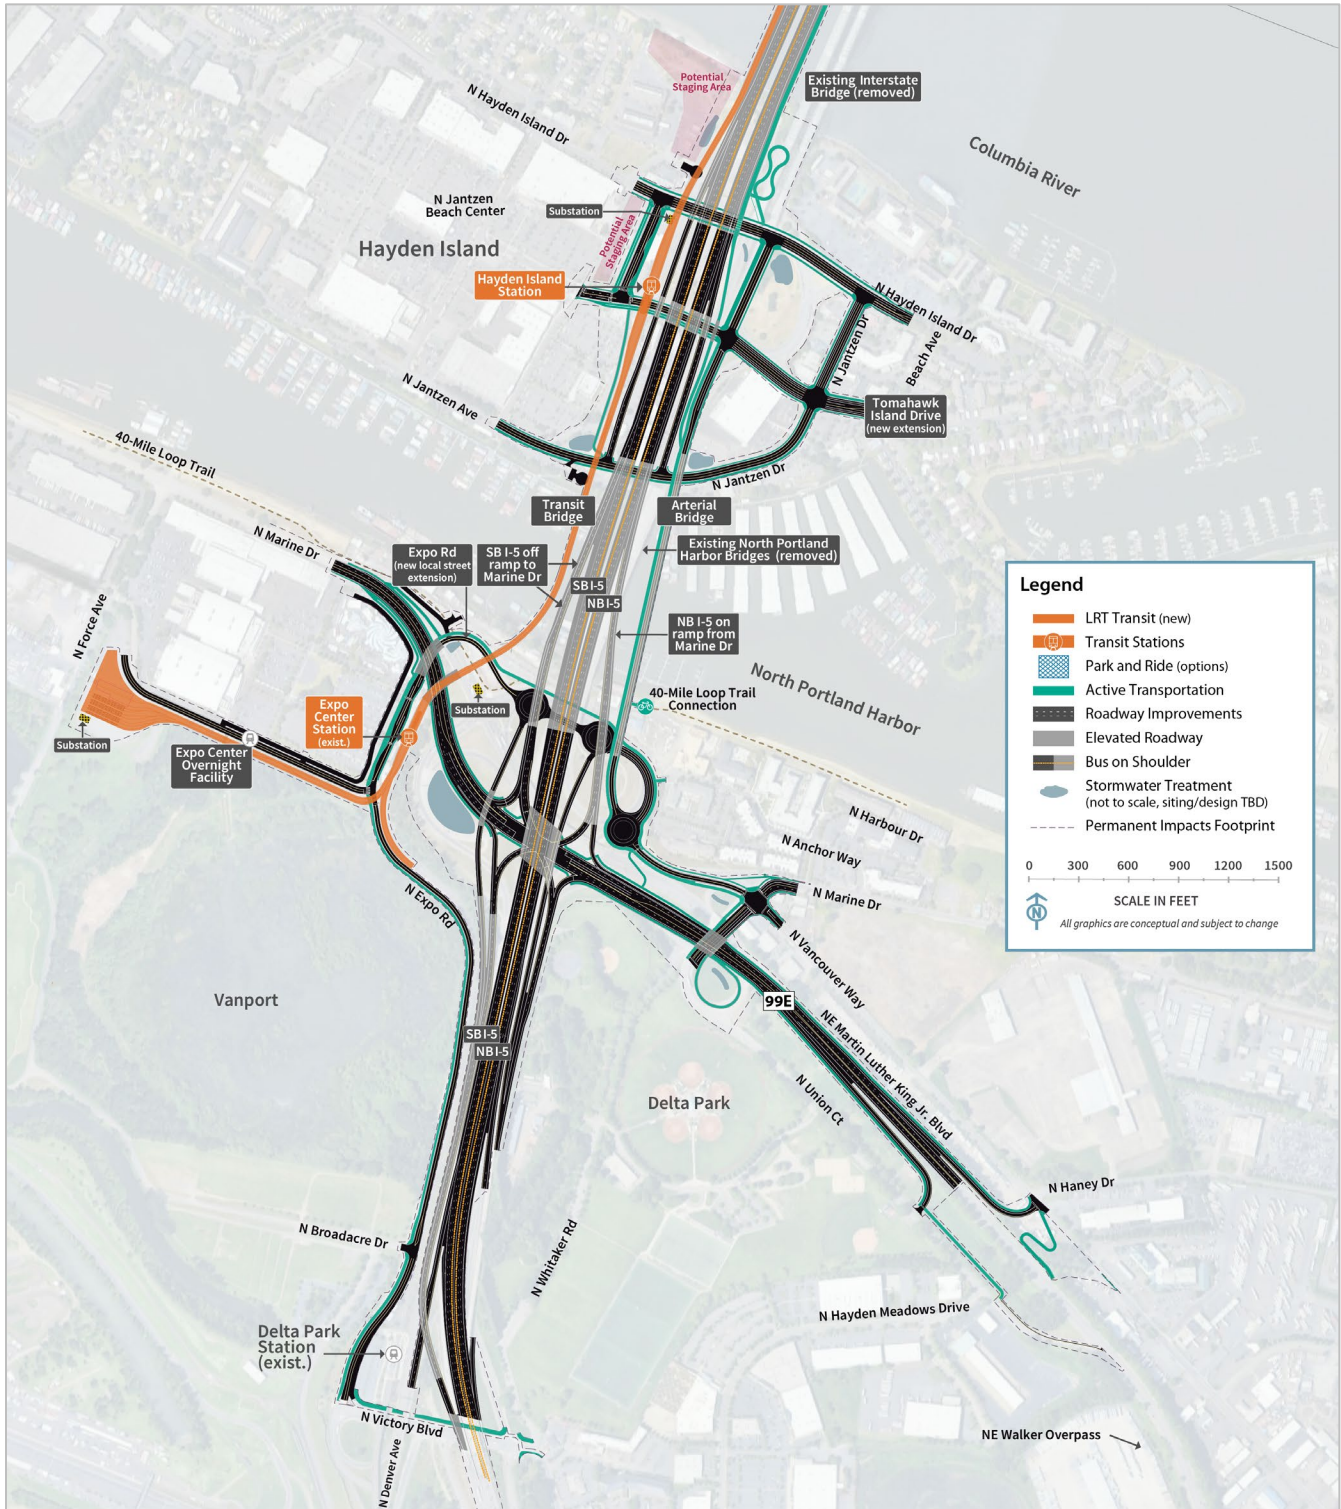 Potential
Staging Area
Existing Interstate
Bridge (removed)
N Hayden Island Dr
Columbia River
N Jantzen
Beach Center
Substation
Potential
Staging Area
Hayden Island
Hayden Island
Station
N Hayden Island Dr
N Jantzen Dr
Beach Ave
N Jantzen Ave
Tomahawk
Island Drive
(new extension)
40-Mile Loop Trail
N Jantzen Dr
Transit
Bridge
Arterial
Bridge
N Marine Dr
Expo Rd
(new local street
extension)
SB I-5 off
ramp to
Marine Dr
Existing North Portland
Harbor Bridges (removed)
SB I-5
NB I-5
N Force Ave
NB I-5 on
ramp from
Marine Dr
North Portland Harbor
40-Mile Loop Trail
Connection
Substation
Expo
Center
Station
(exist.)
Substation
Expo Center
Overnight
Facility
N Harbour Dr
N Anchor Way
N Marine Dr
N Expo Rd
N Vancouver Way
Vanport
99E
SB I-5
NB I-5
NE Martin Luther King Jr. Blvd
N Union Ct
Delta Park
N Haney Dr
N Broadacre Dr
N Whitaker Rd
N Hayden Meadows Drive
Delta Park
Station
(exist.)
N Victory Blvd
N Denver Ave
NE Walker Overpass
Legend
LRT Transit (new)
Transit Stations
Park and Ride (options)
Active Transportation
Roadway Improvements
Elevated Roadway
Bus on Shoulder
Stormwater Treatment
(not to scale, siting/design TBD)
Permanent Impacts Footprint
0 300 600 900 1200 1500
SCALE IN FEET
N
All graphics are conceptual and subject to change